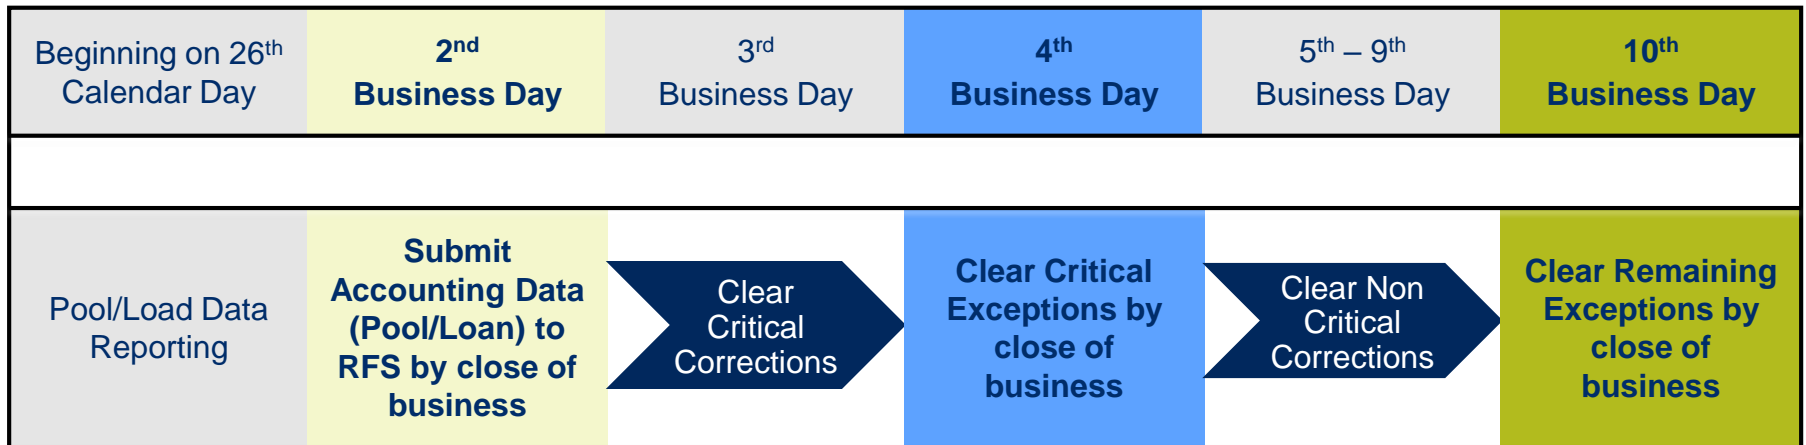 Beginning on 26th
Calendar Day
2nd
Business Day
3rd
Business Day
4th
Business Day
5th – 9th
Business Day
10th
Business Day
Pool/Load Data
Reporting
Submit
Accounting Data
(Pool/Loan) to
RFS by close of
business
Clear
Critical
Corrections
Clear Critical
Exceptions by
close of
business
Clear Non
Critical
Corrections
Clear Remaining
Exceptions by
close of
business